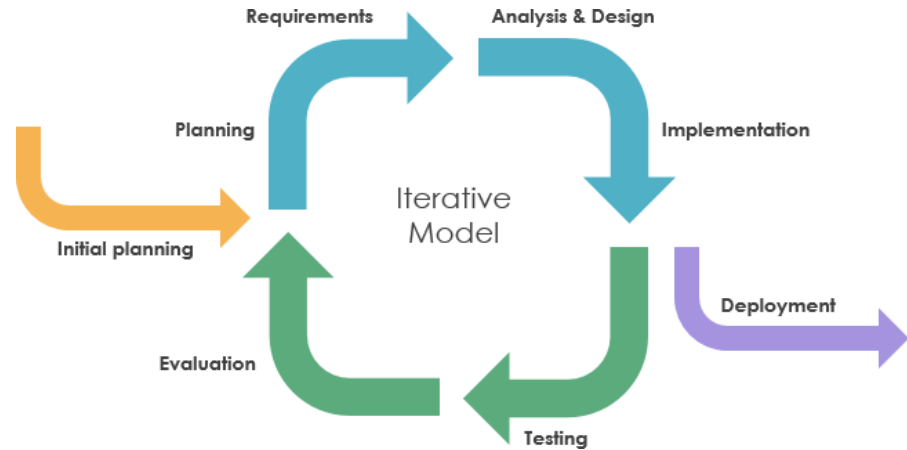 Requirements
Analysis & Design
Planning
Implementation
Iterative
Model
Initial planning
Deployment
Evaluation
Testing